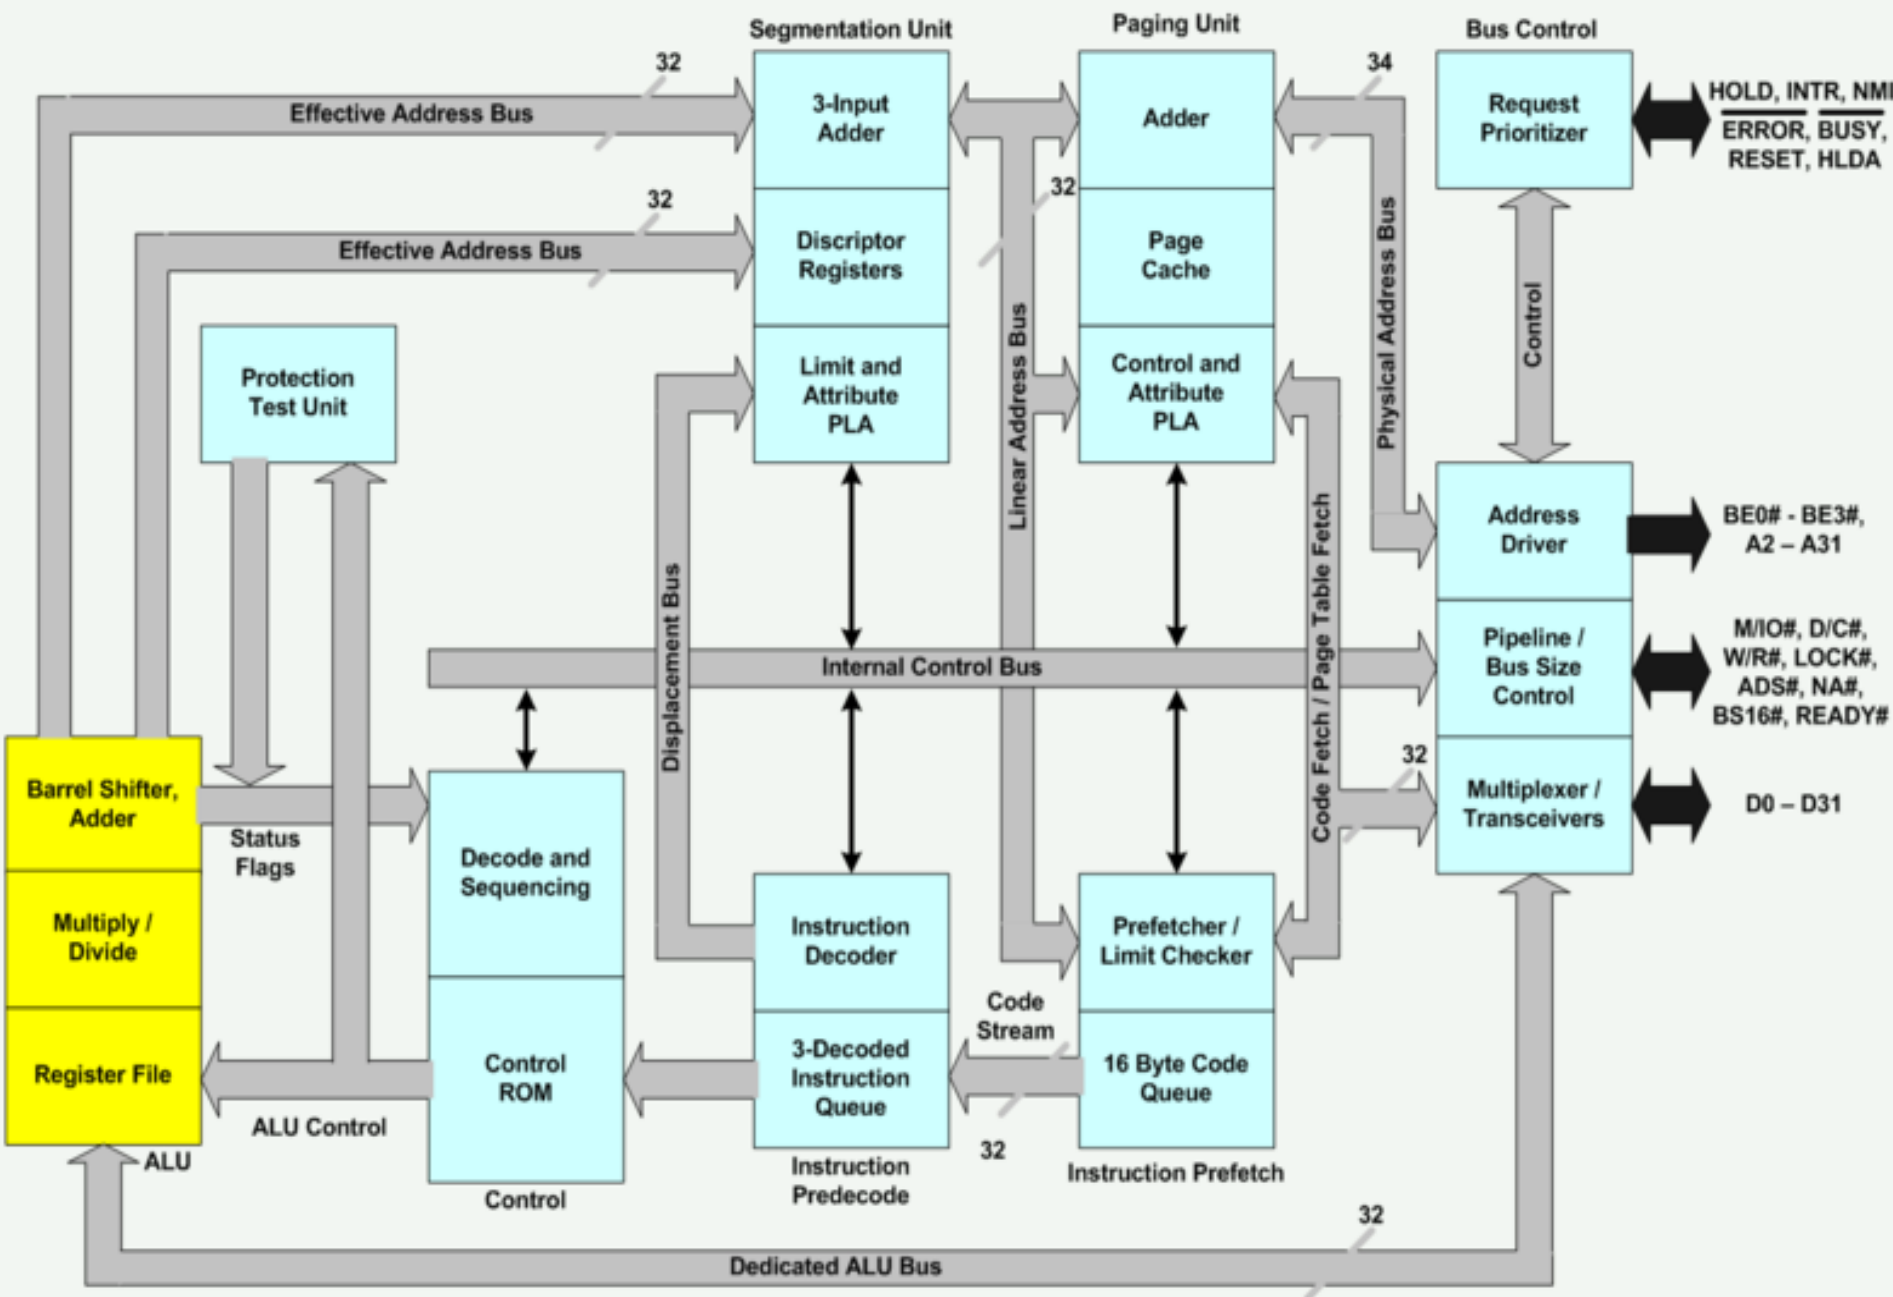 Segmentation Unit
Paging Unit
Bus Control
32
Effective Address Bus
3-Input
Adder
Adder
34
Request
Prioritizer
HOLD, INTR, NMI
ERROR, BUSY,
RESET, HLDA
32
Effective Address Bus
Discriptor
Registers
32
Page
Cache
Physical Address Bus
Control
Protection
Test Unit
Limit and
Attribute
PLA
Linear Address Bus
Control and
Attribute
PLA
Code Fetch / Page Table Fetch
Address
Driver
BE0# - BE3#,
A2 – A31
Displacement Bus
Internal Control Bus
Pipeline /
Bus Size
Control
M/IO#, D/C#,
W/R#, LOCK#,
ADS#, NA#,
BS16#, READY#
Barrel Shifter,
Adder
Status
Flags
Decode and
Sequencing
32
Multiplexer /
Transceivers
D0 – D31
Multiply /
Divide
Instruction
Decoder
Prefetcher /
Limit Checker
Register File
ALU Control
ALU
Control
ROM
Control
3-Decoded
Instruction
Queue
Instruction
Predecode
Code
Stream
32
16 Byte Code
Queue
Instruction Prefetch
32
Dedicated ALU Bus